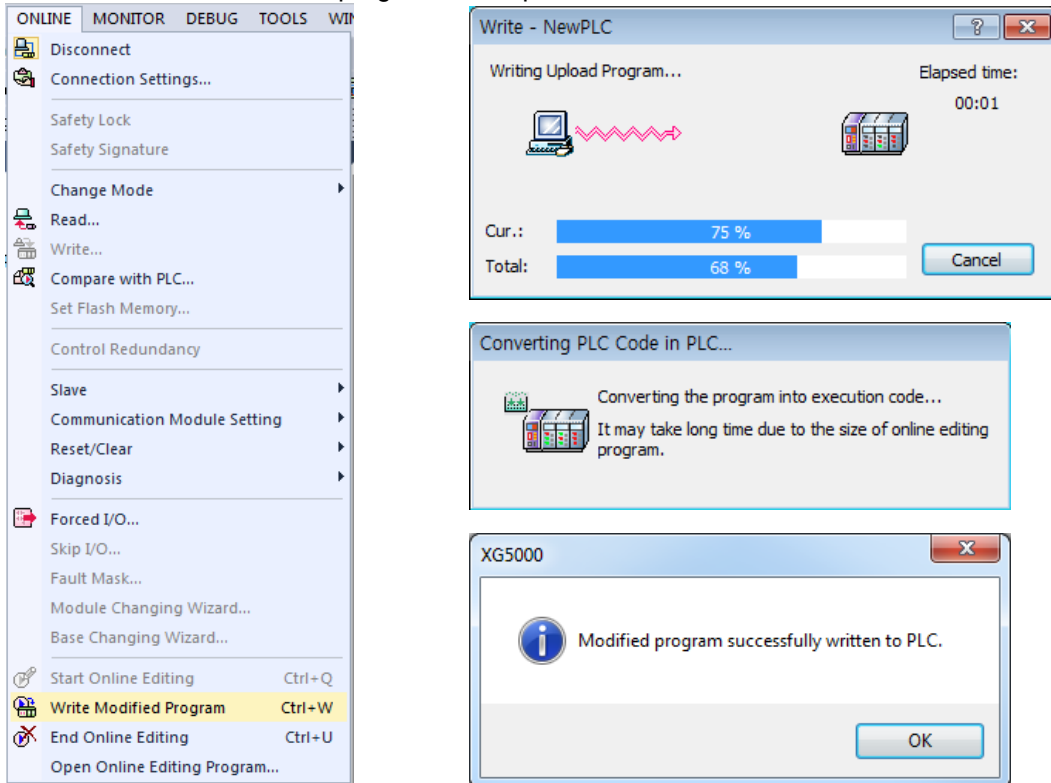 ONLINE MONITOR DEBUG TOOLS
Disconnect
Connection Settings...
Safety Lock
Safety Signature
Change Mode
Read...
Write...
Compare with PLC...
Set Flash Memory...
Control Redundancy
Slave
Communication Module Setting
Reset/Clear
Diagnosis
Forced I/O...
Skip I/O...
Fault Mask...
Module Changing Wizard...
Base Changing Wizard...
Start Online Editing Ctrl+Q
Write Modified Program Ctrl+W
End Online Editing Ctrl+U
Open Online Editing Program...
Write - NewPLC
Writing Upload Program...
Elapsed time:
00:01
Cur.: 75 %
Total: 68 %
Cancel
Converting PLC Code in PLC...
Converting the program into execution code...
It may take long time due to the size of online editing
program.
XG5000
Modified program successfully written to PLC.
OK